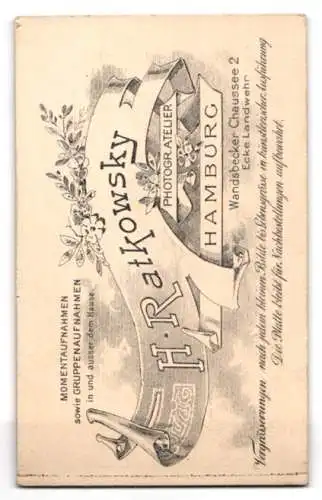 MOMENTAUFNAHMEN
sowie GRUPPENAUFNAHMEN
in und ausser dem Hause.
H. Ratkowsky
PHOTOGR. ATELIER
HAMBURG
Wandsbecker Chaussee 2
Ecke Landwehr
Vergrösserungen nach jedem kleinen Bilde bis Lebensgrösse in künstlerischer Ausführung
Die Platte bleibt für Nachbestellungen aufbewahrt.